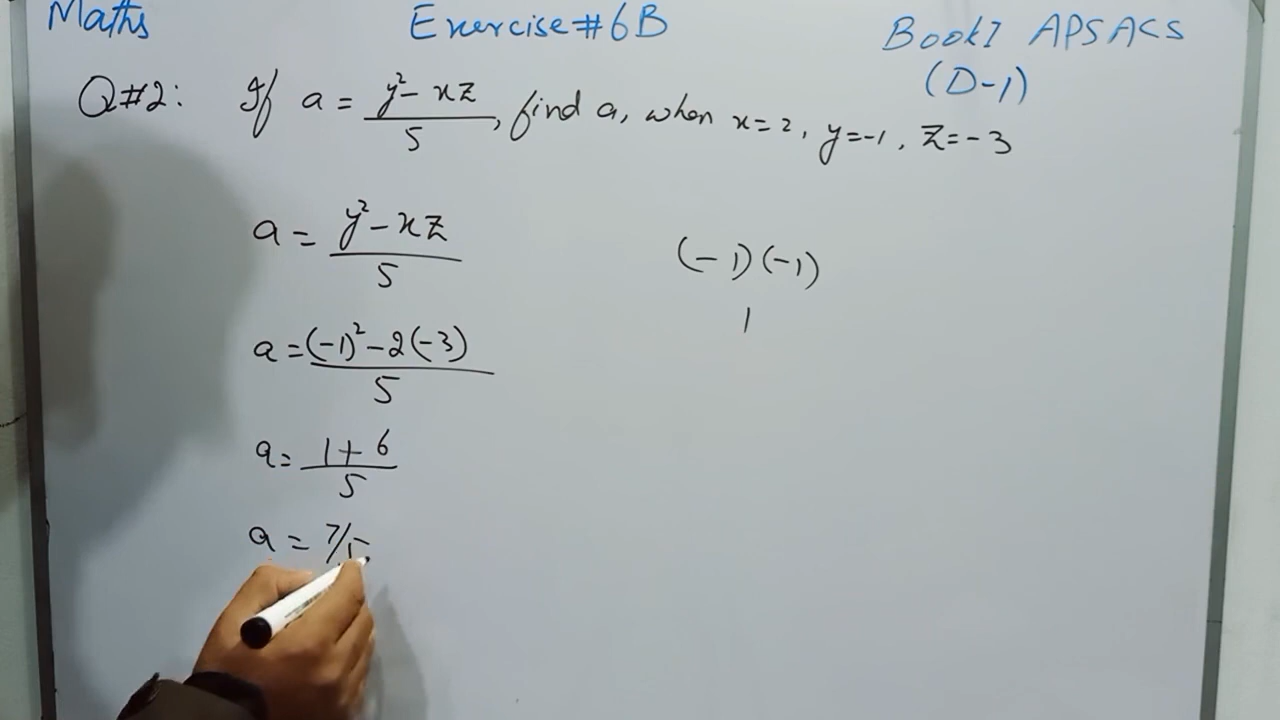 Maths Exercise#6B Book1 APSACS
(D-1)
Q#2: If a = y²- xz / 5, find a, when x=2, y=-1, z=-3
a = y²- xz / 5
(-1)(-1)
1
a = (-1)² - 2(-3) / 5
a = 1+6 / 5
a = 7/5